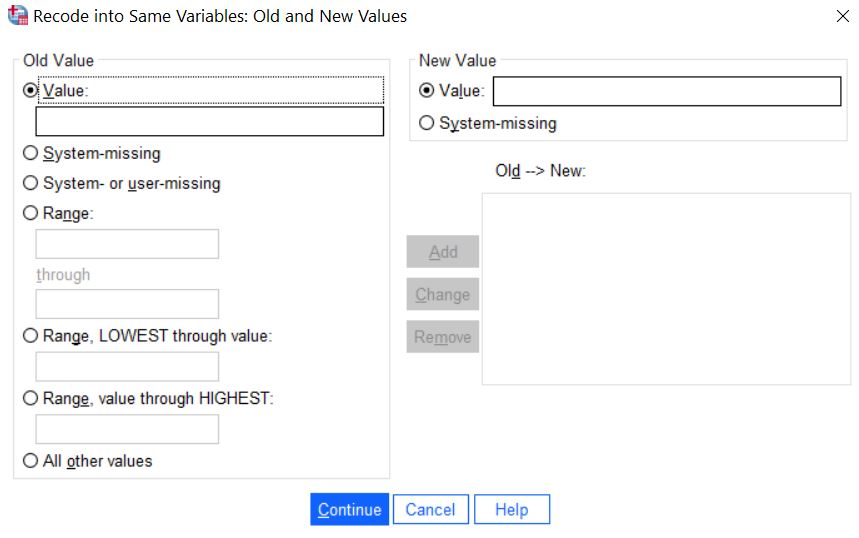 Recode into Same Variables: Old and New Values
Old Value
Value:
System-missing
System- or user-missing
Range:
through
Range, LOWEST through value:
Range, value through HIGHEST:
All other values
New Value
Value:
System-missing
Old --> New:
Add
Change
Remove
Continue
Cancel
Help